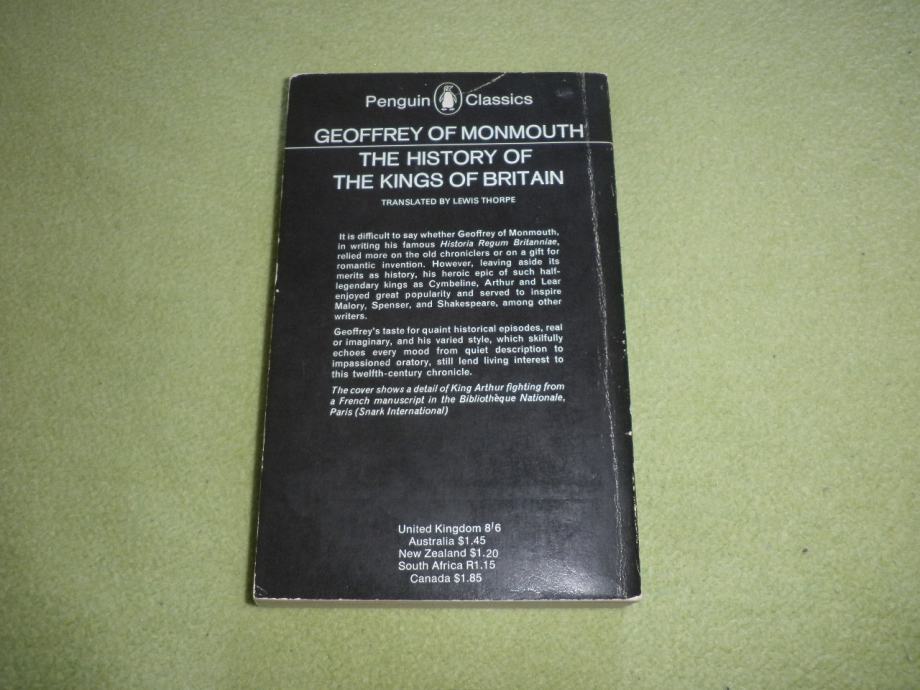 Penguin Classics
GEOFFREY OF MONMOUTH
THE HISTORY OF
THE KINGS OF BRITAIN
TRANSLATED BY LEWIS THORPE
It is difficult to say whether Geoffrey of Monmouth,
in writing his famous Historia Regum Britanniae,
relied more on the old chroniclers or on a gift for
romantic invention. However, leaving aside its
merits as history, his heroic epic of such half-
legendary kings as Cymbeline, Arthur and Lear
enjoyed great popularity and served to inspire
Malory, Spenser, and Shakespeare, among other
writers.
Geoffrey's taste for quaint historical episodes, real
or imaginary, and his varied style, which skilfully
echoes every mood from quiet description to
impassioned oratory, still lend living interest to
this twelfth-century chronicle.
The cover shows a detail of King Arthur fighting from
a French manuscript in the Bibliothèque Nationale,
Paris (Snark International)
United Kingdom 8/6
Australia $1.45
New Zealand $1.20
South Africa R1.15
Canada $1.85